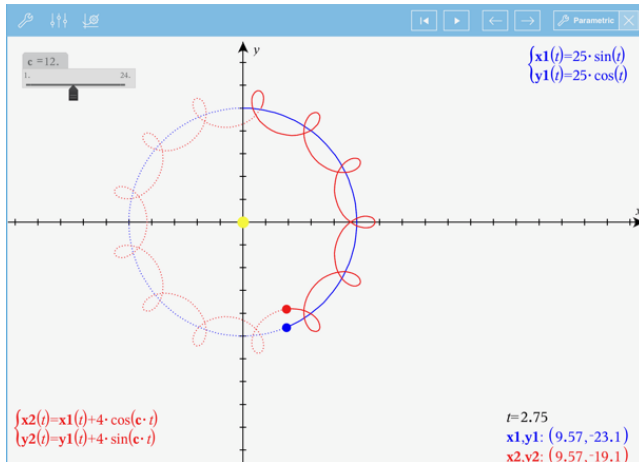 Parametric
c =12.
1. 24.
y
x1(t)=25·sin(t)
y1(t)=25·cos(t)
x
x2(t)=x1(t)+4·cos(c·t)
y2(t)=y1(t)+4·sin(c·t)
t=2.75
x1,y1: (9.57,⁻23.1)
x2,y2: (9.57,⁻19.1)